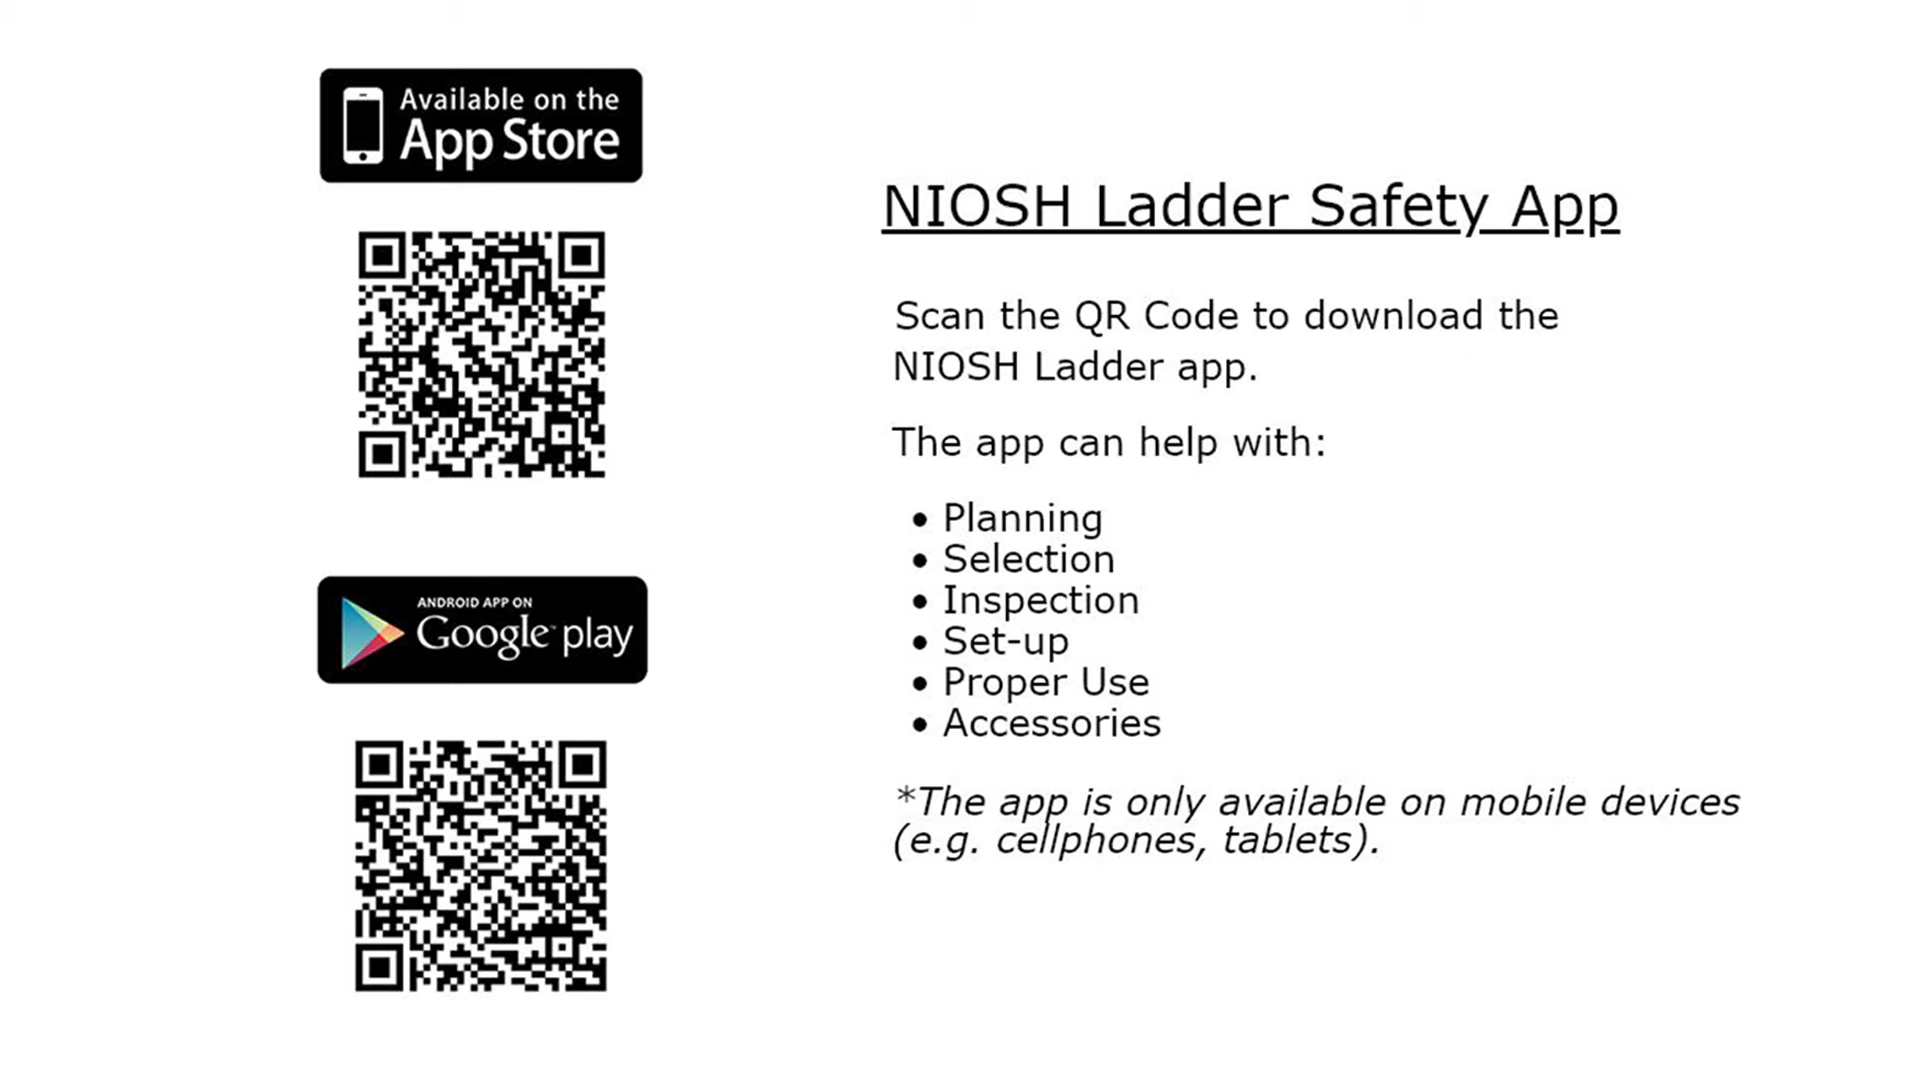 Available on the
App Store
NIOSH Ladder Safety App
Scan the QR Code to download the
NIOSH Ladder app.
The app can help with:
• Planning
• Selection
• Inspection
• Set-up
• Proper Use
• Accessories
ANDROID APP ON
Google™ play
*The app is only available on mobile devices
(e.g. cellphones, tablets).